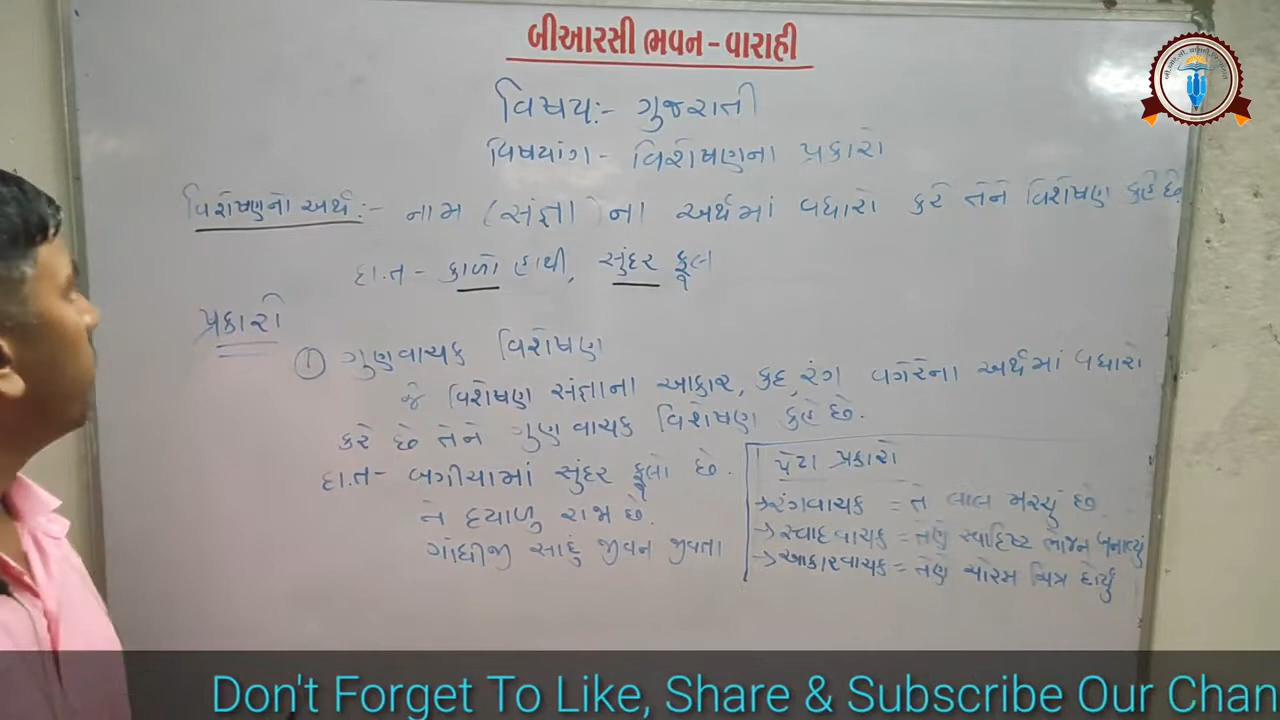 બીઆરસી ભવન - વારાહી
વિષય:- ગુજરાતી
વિષયાંગ - વિશેષણના પ્રકારો
વિશેષણનો અર્થ:- નામ (સંજ્ઞા)ના અર્થમાં વધારો કરે તેને વિશેષણ કહે છે.
દા.ત - કાળો હાથી, સુંદર ફૂલ
પ્રકારો
① ગુણવાચક વિશેષણ
જે વિશેષણ સંજ્ઞાના આકાર, કદ, રંગ વગેરેના અર્થમાં વધારો
કરે છે તેને ગુણવાચક વિશેષણ કહે છે.
દા.ત - બગીચામાં સુંદર ફૂલો છે.
તે દયાળુ રાજા છે.
ગાંધીજી સાદું જીવન જીવતા
પેટા પ્રકારો
→ રંગવાચક = તે લાલ મરચું છે
→ સ્વાદવાચક = તેણે સ્વાદિષ્ટ ભોજન બનાવ્યું
→ આકારવાચક = તેણે ચોરસ ચિત્ર દોર્યું
Don't Forget To Like, Share & Subscribe Our Chan